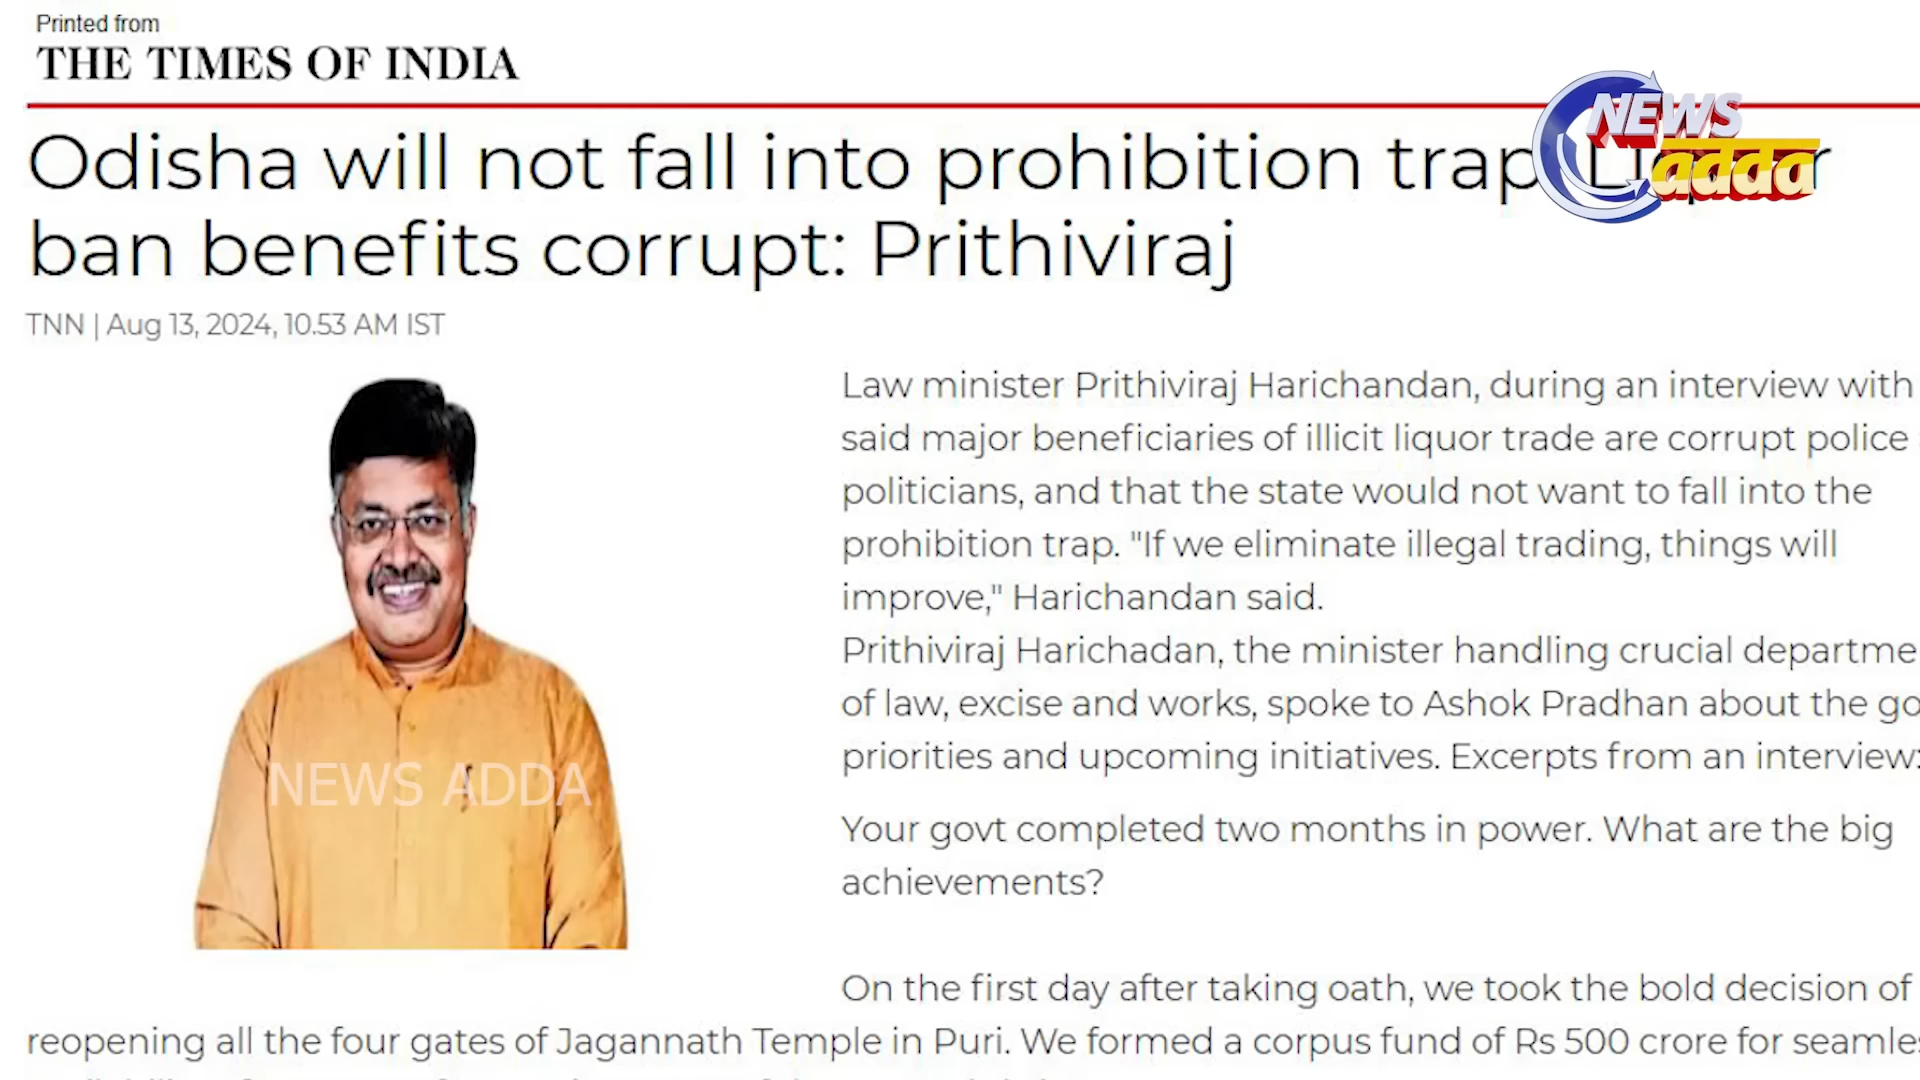 Printed from
THE TIMES OF INDIA
NEWS
adda
Odisha will not fall into prohibition trap
ban benefits corrupt: Prithiviraj
TNN | Aug 13, 2024, 10.53 AM IST
Law minister Prithiviraj Harichandan, during an interview with
said major beneficiaries of illicit liquor trade are corrupt police
politicians, and that the state would not want to fall into the
prohibition trap. "If we eliminate illegal trading, things will
improve," Harichandan said.
Prithiviraj Harichadan, the minister handling crucial departme
of law, excise and works, spoke to Ashok Pradhan about the go
priorities and upcoming initiatives. Excerpts from an interview:
NEWS ADDA
Your govt completed two months in power. What are the big
achievements?
On the first day after taking oath, we took the bold decision of
reopening all the four gates of Jagannath Temple in Puri. We formed a corpus fund of Rs 500 crore for seamles